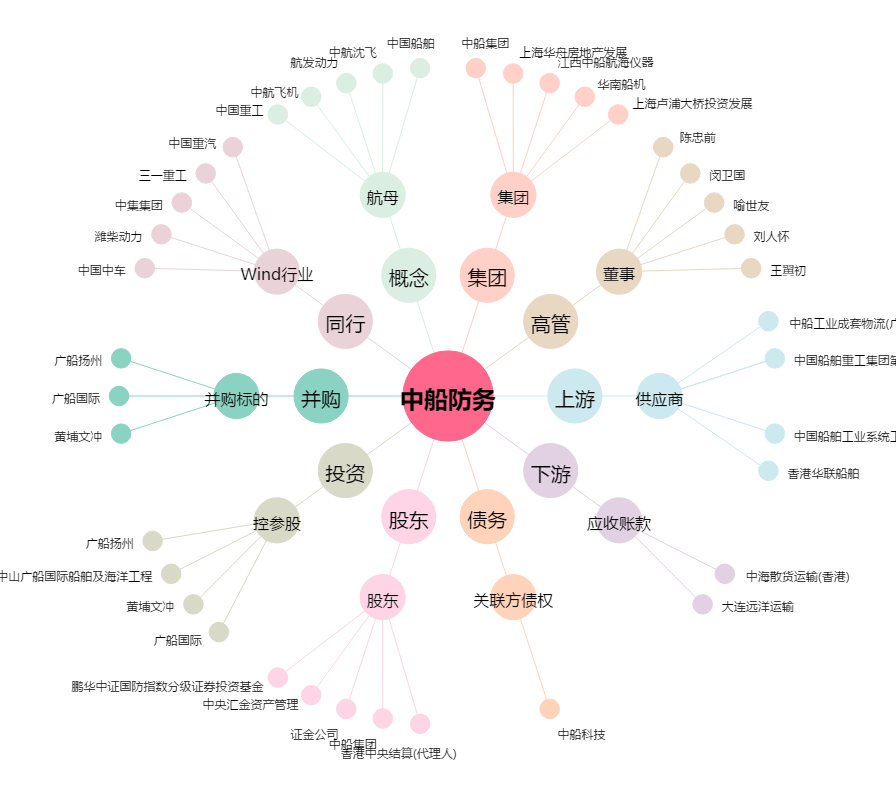 中国船舶
中船集团
中航沈飞
上海华舟房地产发展
航发动力
江西中船航海仪器
中航飞机
华南船机
中国重工
上海卢浦大桥投资发展
中国重汽
陈忠前
三一重工
闵卫国
航母
集团
中集集团
喻世友
潍柴动力
刘人怀
中国中车
Wind行业
概念
集团
董事
王翼初
同行
高管
中船工业成套物流(广
广船扬州
中国船舶重工集团第
广船国际
并购标的
并购
中船防务
上游
供应商
黄埔文冲
中国船舶工业系统工
投资
下游
香港华联船舶
控参股
股东
债务
应收账款
广船扬州
中山广船国际船舶及海洋工程
中海散货运输(香港)
黄埔文冲
股东
关联方债权
大连远洋运输
广船国际
鹏华中证国防指数分级证券投资基金
中央汇金资产管理
证金公司
中船科技
中船集团
香港中央结算(代理人)